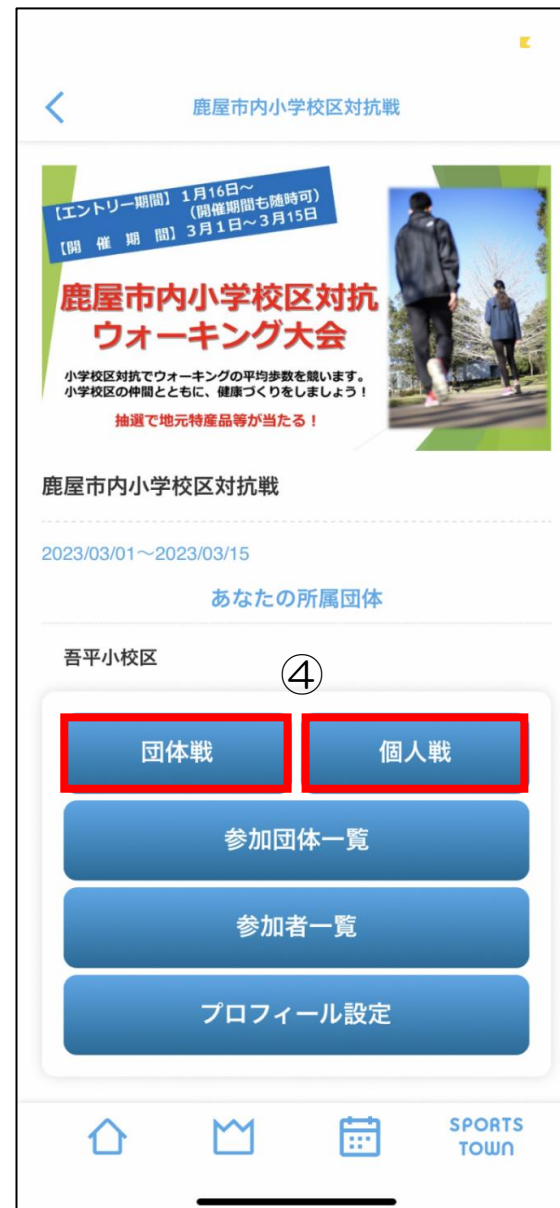 鹿屋市内小学校区対抗戦
【エントリー期間】1月16日～
(開催期間も随時可)
【開 催 期 間】3月1日～3月15日
鹿屋市内小学校区対抗
ウォーキング大会
小学校区対抗でウォーキングの平均歩数を競います。
小学校区の仲間とともに、健康づくりをしましょう！
抽選で地元特産品等が当たる！
鹿屋市内小学校区対抗戦
2023/03/01～2023/03/15
あなたの所属団体
吾平小校区
④
団体戦 個人戦
参加団体一覧
参加者一覧
プロフィール設定
SPORTS
TOWN